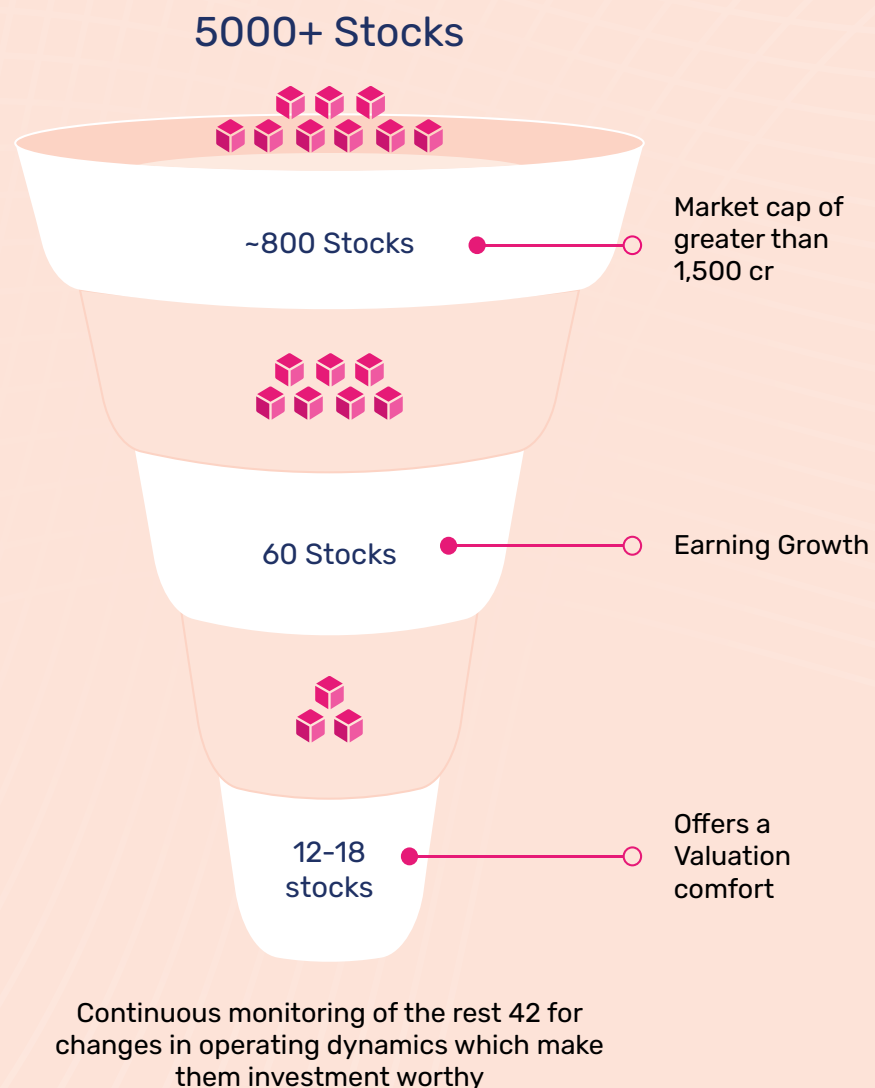 5000+ Stocks
~800 Stocks
Market cap of
greater than
1,500 cr
60 Stocks
Earning Growth
12-18
stocks
Offers a
Valuation
comfort
Continuous monitoring of the rest 42 for
changes in operating dynamics which make
them investment worthy